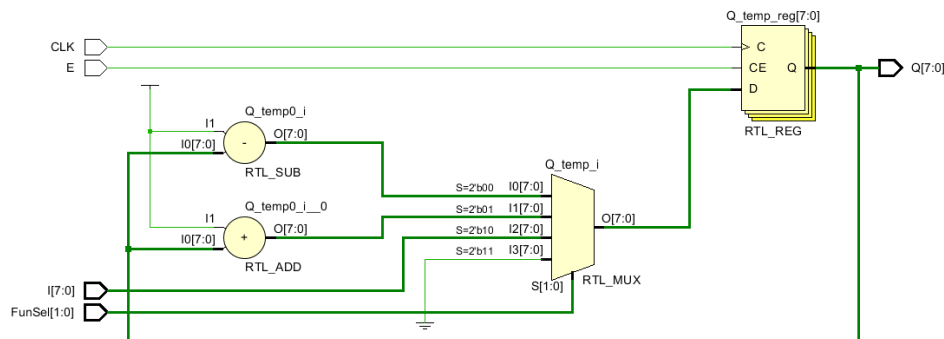 Q_temp_reg[7:0]
CLK
C
E
CE
Q
Q[7:0]
D
RTL_REG
Q_temp0_i
I1
O[7:0]
I0[7:0]
-
RTL_SUB
Q_temp_i
S=2'b00
I0[7:0]
Q_temp0_i__0
S=2'b01
I1[7:0]
O[7:0]
I1
O[7:0]
S=2'b10
I2[7:0]
I0[7:0]
+
S=2'b11
I3[7:0]
RTL_ADD
RTL_MUX
S[1:0]
I[7:0]
FunSel[1:0]